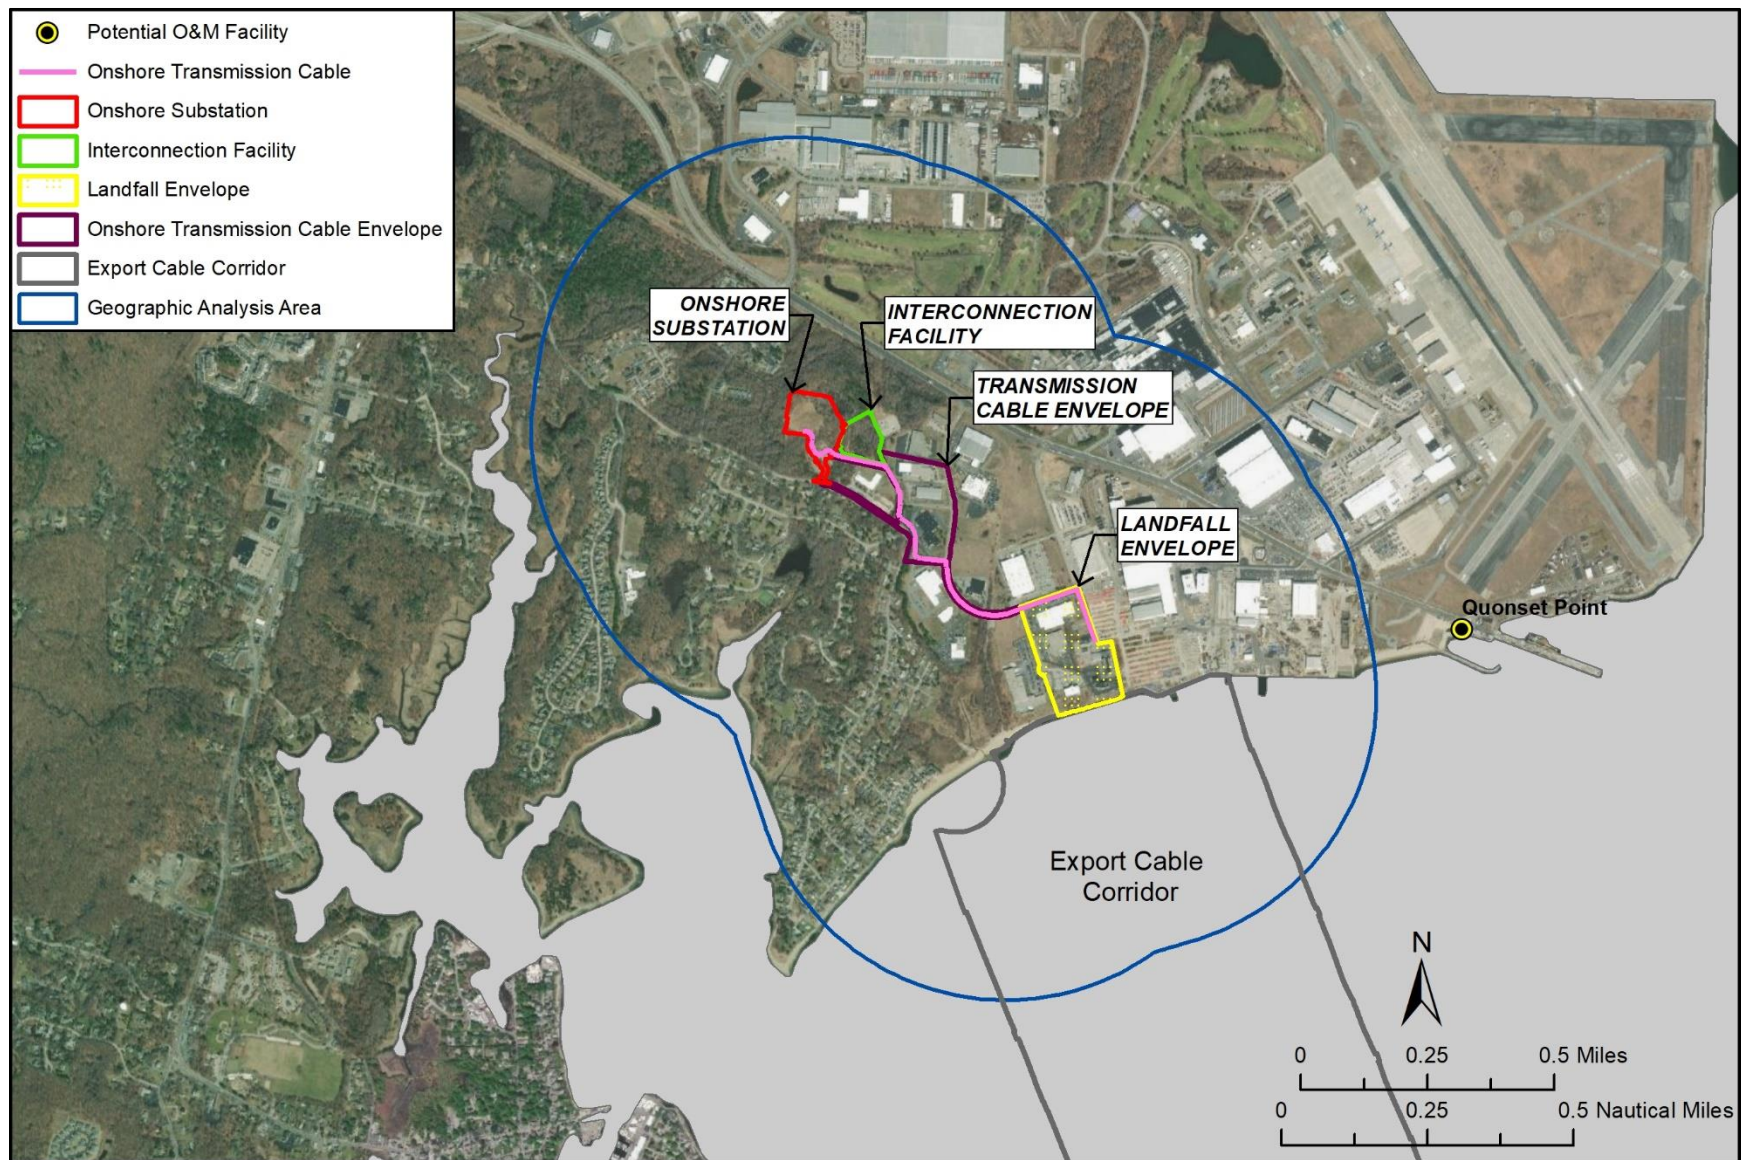 Potential O&M Facility
Onshore Transmission Cable
Onshore Substation
Interconnection Facility
Landfall Envelope
Onshore Transmission Cable Envelope
Export Cable Corridor
Geographic Analysis Area
ONSHORE
SUBSTATION
INTERCONNECTION
FACILITY
TRANSMISSION
CABLE ENVELOPE
LANDFALL
ENVELOPE
Quonset Point
Export Cable
Corridor
N
0 0.25 0.5 Miles
0 0.25 0.5 Nautical Miles